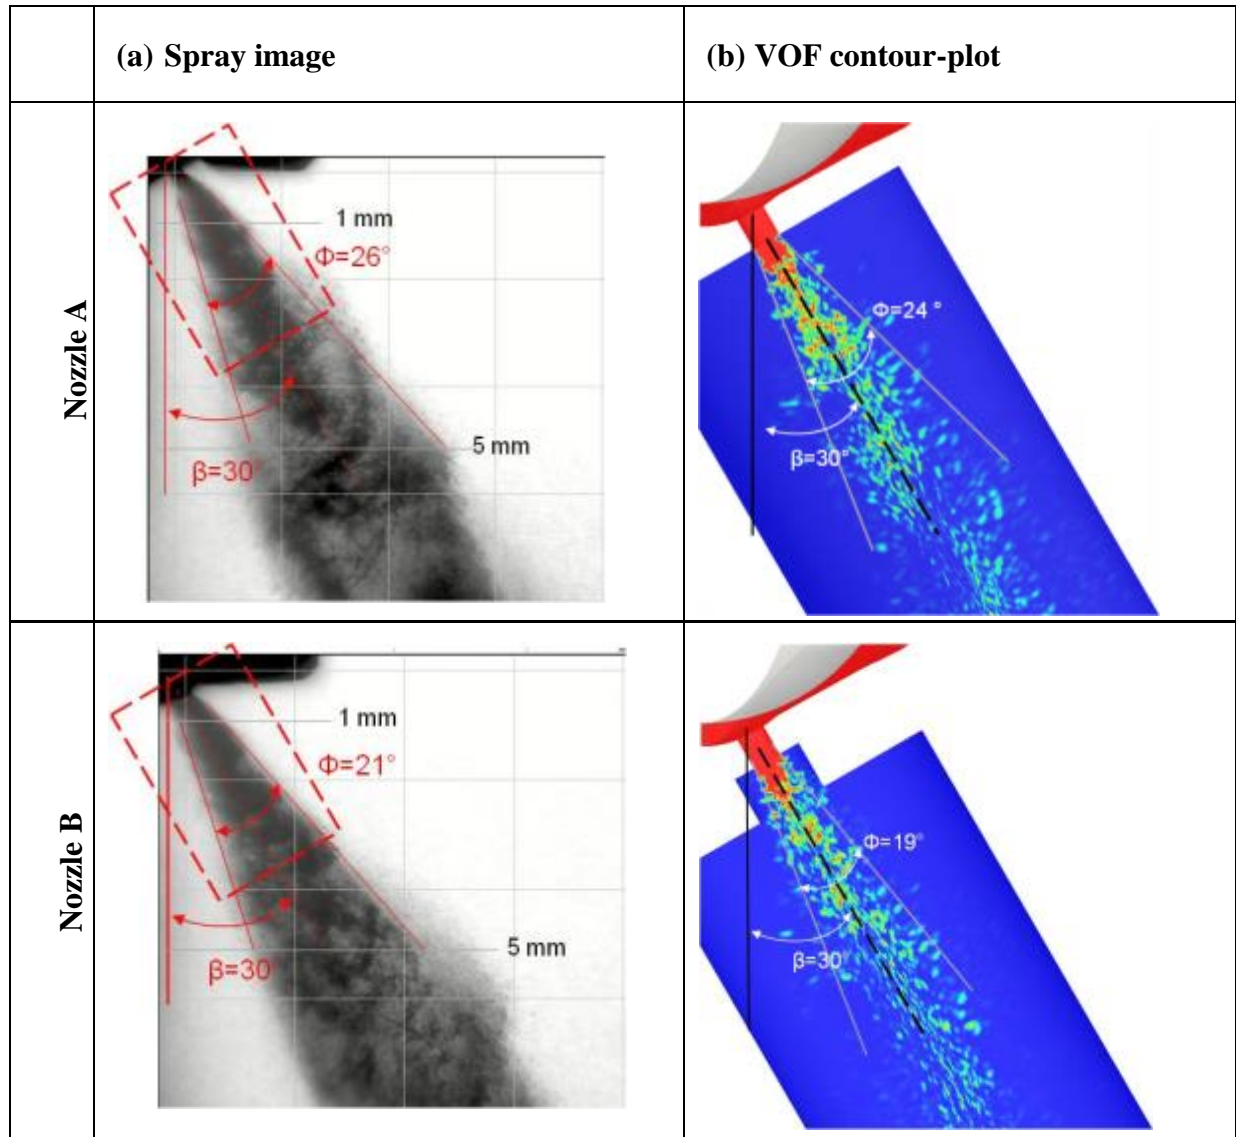 (a) Spray image
(b) VOF contour-plot
Nozzle A
1 mm
Φ=26°
5 mm
β=30°
Φ=24 °
β=30°
Nozzle B
1 mm
Φ=21°
5 mm
β=30
Φ=19°
β=30°